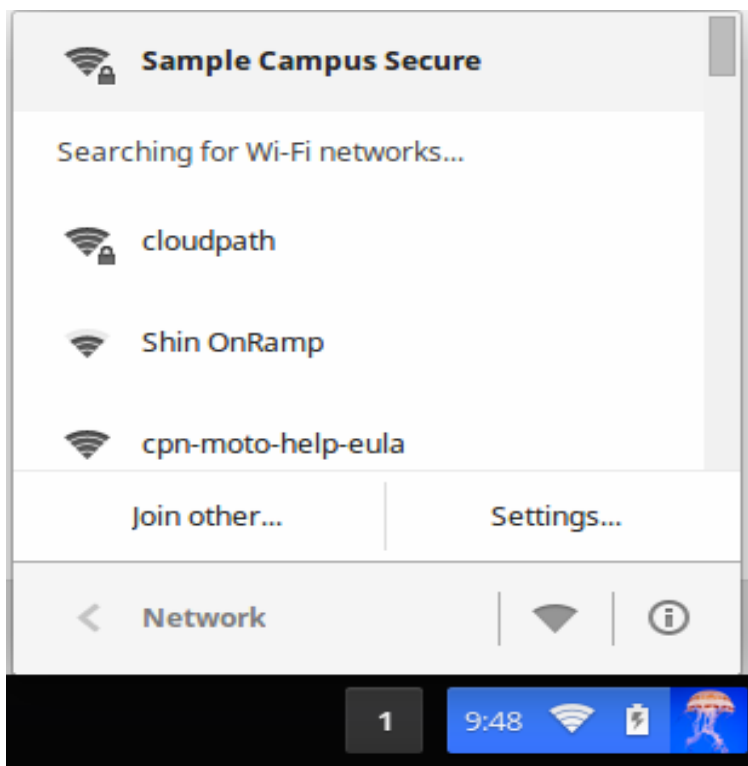 Sample Campus Secure
Searching for Wi-Fi networks...
cloudpath
Shin OnRamp
cpn-moto-help-eula
Join other...
Settings...
Network
1
9:48